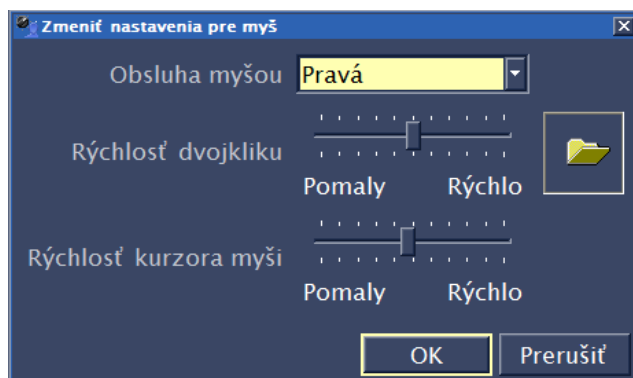 Zmeniť nastavenia pre myš
Obsluha myšou Pravá
Rýchlosť dvojkliku
Pomaly Rýchlo
Rýchlosť kurzora myši
Pomaly Rýchlo
OK Prerušiť